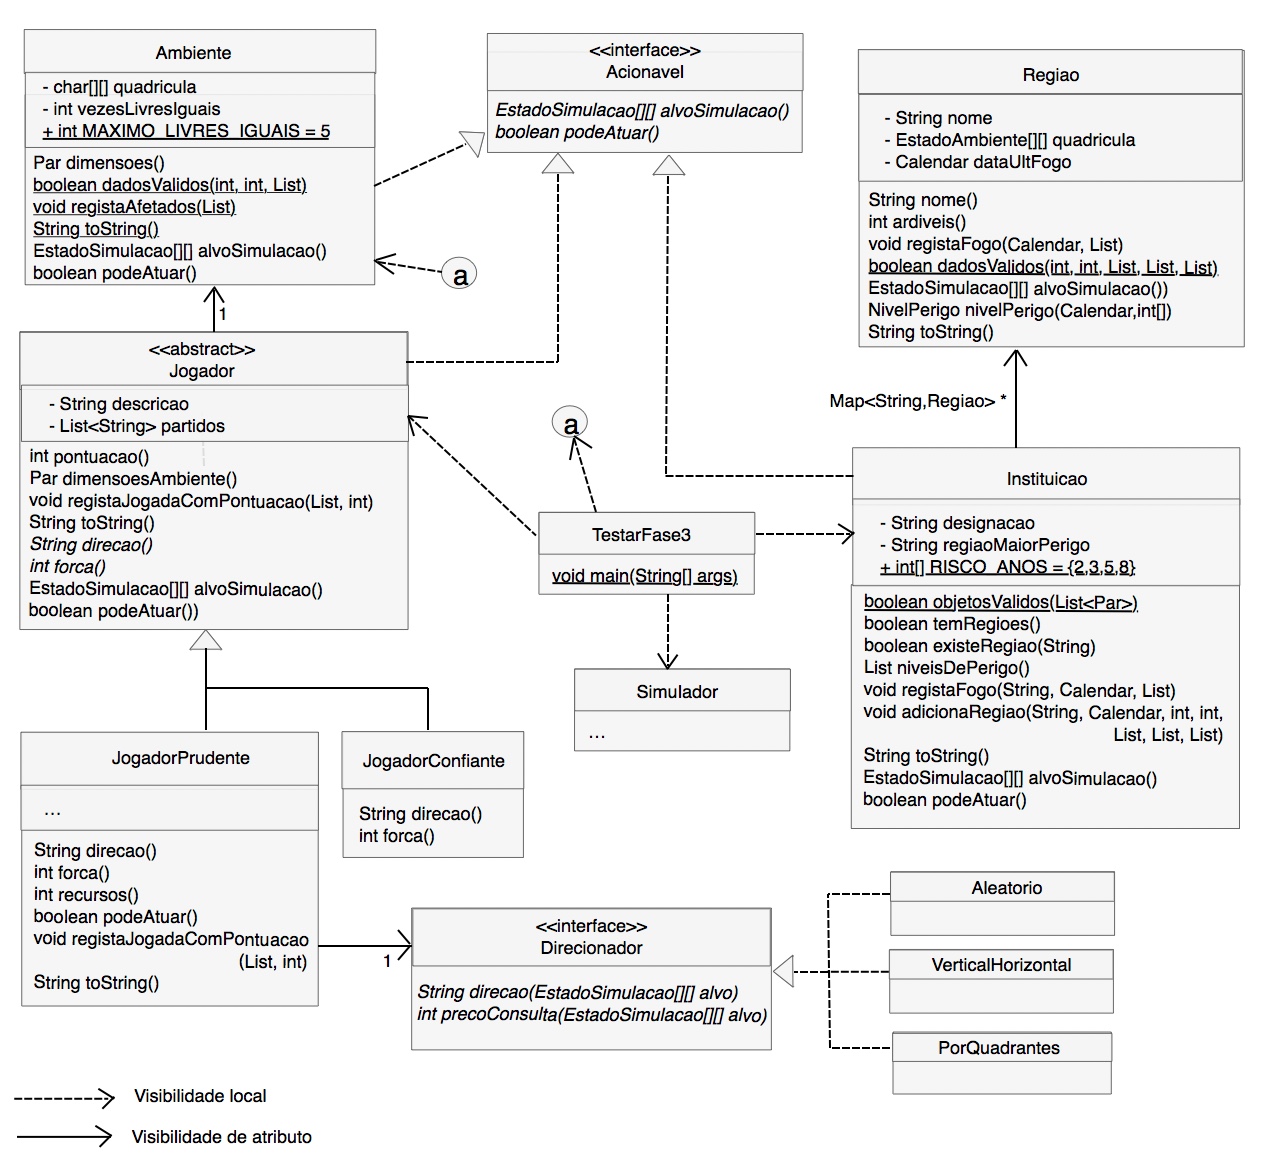 Ambiente
- char[][] quadricula
- int vezesLivresIguais
+ int MAXIMO_LIVRES_IGUAIS = 5
Par dimensoes()
boolean dadosValidos(int, int, List)
void registaAfetados(List)
String toString()
EstadoSimulacao[][] alvoSimulacao()
boolean podeAtuar()
<<interface>>
Acionavel
EstadoSimulacao[][] alvoSimulacao()
boolean podeAtuar()
Regiao
- String nome
- EstadoAmbiente[][] quadricula
- Calendar dataUltFogo
String nome()
int ardiveis()
void registaFogo(Calendar, List)
boolean dadosValidos(int, int, List, List, List)
EstadoSimulacao[][] alvoSimulacao())
NivelPerigo nivelPerigo(Calendar,int[])
String toString()
a
1
<<abstract>>
Jogador
- String descricao
- List<String> partidos
int pontuacao()
Par dimensoesAmbiente()
void registaJogadaComPontuacao(List, int)
String toString()
String direcao()
int forca()
EstadoSimulacao[][] alvoSimulacao()
boolean podeAtuar())
a
TestarFase3
void main(String[] args)
Map<String,Regiao> *
Instituicao
- String designacao
- String regiaoMaiorPerigo
+ int[] RISCO_ANOS = {2,3,5,8}
boolean objetosValidos(List<Par>)
boolean temRegioes()
boolean existeRegiao(String)
List niveisDePerigo()
void registaFogo(String, Calendar, List)
void adicionaRegiao(String, Calendar, int, int,
List, List, List)
String toString()
EstadoSimulacao[][] alvoSimulacao()
boolean podeAtuar()
Simulador
...
JogadorPrudente
...
String direcao()
int forca()
int recursos()
boolean podeAtuar()
void registaJogadaComPontuacao
(List, int)
String toString()
JogadorConfiante
String direcao()
int forca()
1
<<interface>>
Direcionador
String direcao(EstadoSimulacao[][] alvo)
int precoConsulta(EstadoSimulacao[][] alvo)
Aleatorio
VerticalHorizontal
PorQuadrantes
Visibilidade local
Visibilidade de atributo